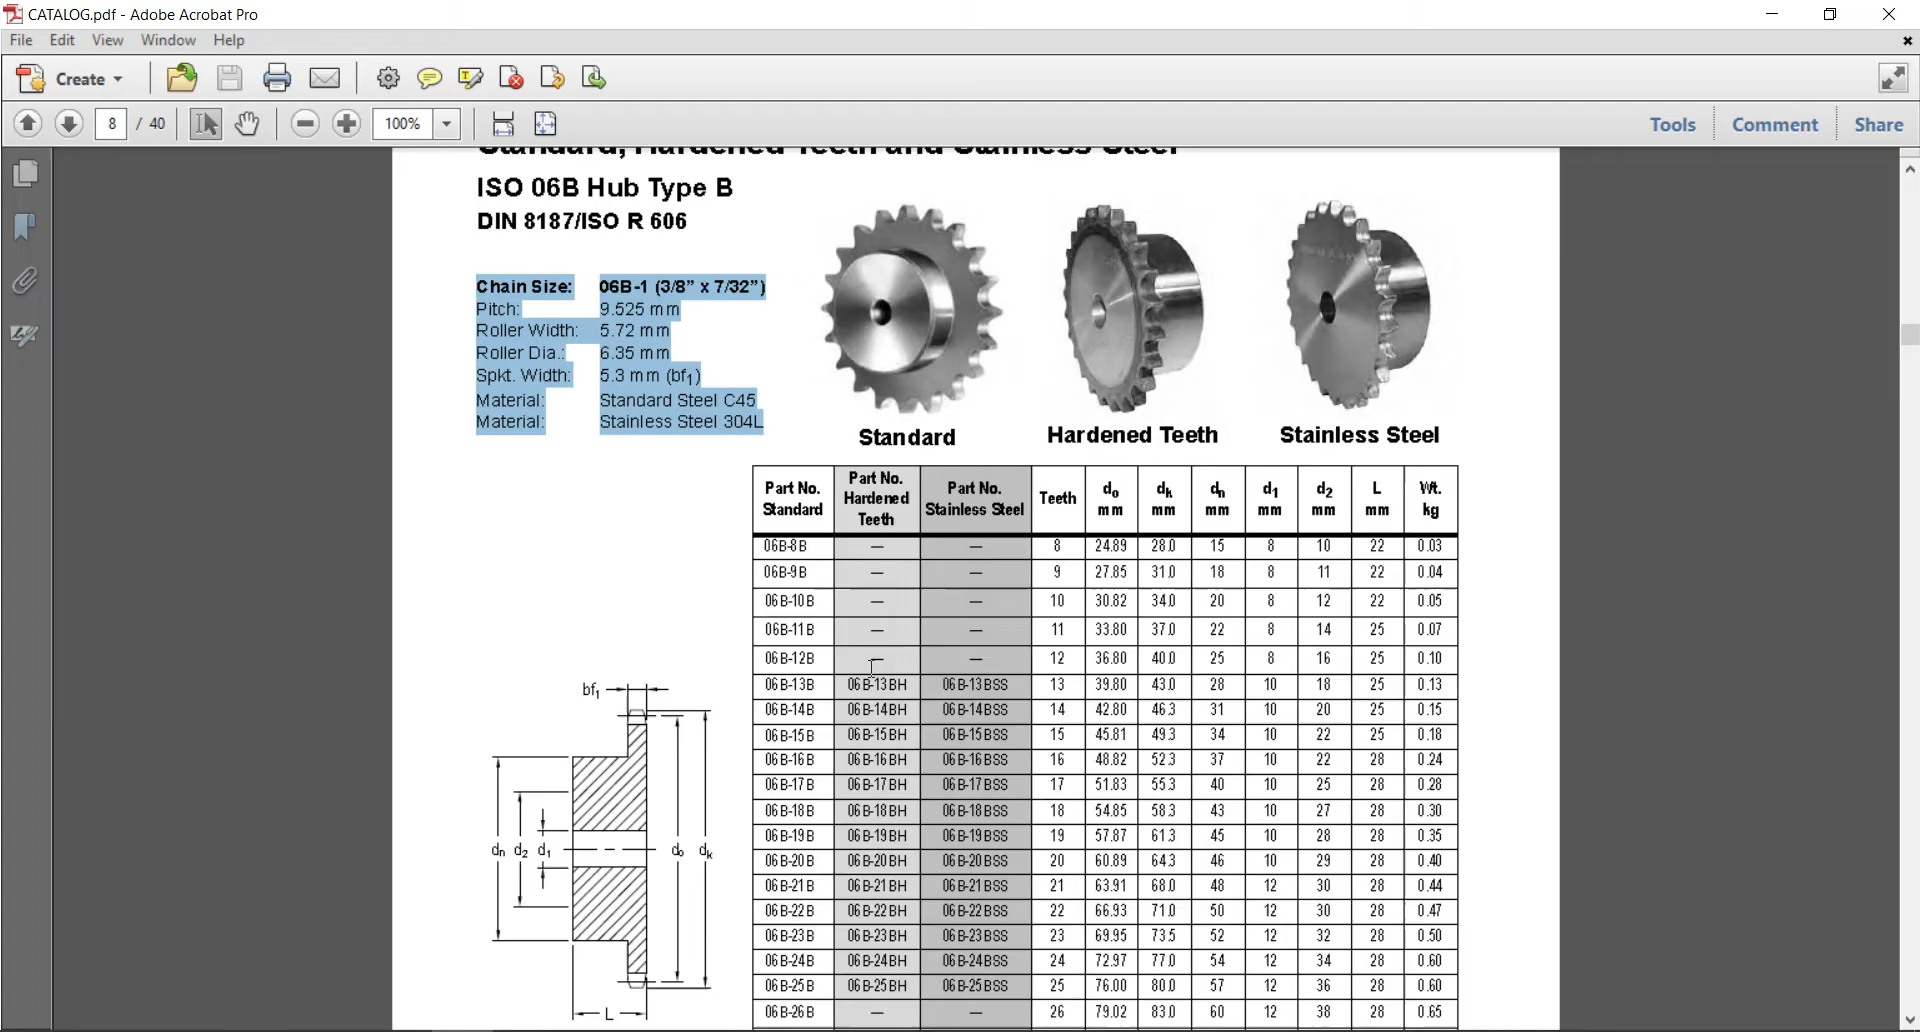 CATALOG.pdf - Adobe Acrobat Pro
File Edit View Window Help
Create
8 / 40 100% Tools Comment Share
Standard, Hardened Teeth and Stainless Steel
ISO 06B Hub Type B
DIN 8187/ISO R 606
Chain Size: 06B-1 (3/8” x 7/32”)
Pitch: 9.525 mm
Roller Width: 5.72 mm
Roller Dia.: 6.35 mm
Spkt. Width: 5.3 mm (bf1)
Material: Standard Steel C45
Material: Stainless Steel 304L
Standard Hardened Teeth Stainless Steel
Part No. Standard Part No. Hardened Teeth Part No. Stainless Steel Teeth do mm dk mm dn mm d1 mm d2 mm L mm Wt. kg
06B-8B — — 8 24.89 28.0 15 8 10 22 0.03
06B-9B — — 9 27.85 31.0 18 8 11 22 0.04
06B-10B — — 10 30.82 34.0 20 8 12 22 0.05
06B-11B — — 11 33.80 37.0 22 8 14 25 0.07
06B-12B — — 12 36.80 40.0 25 8 16 25 0.10
06B-13B 06B-13BH 06B-13BSS 13 39.80 43.0 28 10 18 25 0.13
06B-14B 06B-14BH 06B-14BSS 14 42.80 46.3 31 10 20 25 0.15
06B-15B 06B-15BH 06B-15BSS 15 45.81 49.3 34 10 22 25 0.18
06B-16B 06B-16BH 06B-16BSS 16 48.82 52.3 37 10 22 28 0.24
06B-17B 06B-17BH 06B-17BSS 17 51.83 55.3 40 10 25 28 0.28
06B-18B 06B-18BH 06B-18BSS 18 54.85 58.3 43 10 27 28 0.30
06B-19B 06B-19BH 06B-19BSS 19 57.87 61.3 45 10 28 28 0.35
06B-20B 06B-20BH 06B-20BSS 20 60.89 64.3 46 10 29 28 0.40
06B-21B 06B-21BH 06B-21BSS 21 63.91 68.0 48 12 30 28 0.44
06B-22B 06B-22BH 06B-22BSS 22 66.93 71.0 50 12 30 28 0.47
06B-23B 06B-23BH 06B-23BSS 23 69.95 73.5 52 12 32 28 0.50
06B-24B 06B-24BH 06B-24BSS 24 72.97 77.0 54 12 34 28 0.60
06B-25B 06B-25BH 06B-25BSS 25 76.00 80.0 57 12 36 28 0.60
06B-26B — — 26 79.02 83.0 60 12 38 28 0.65
bf1
dn d2 d1 do dk
L